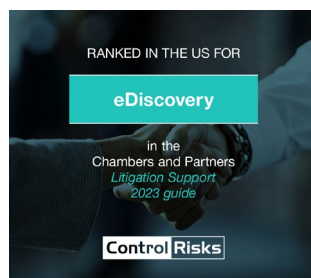 RANKED IN THE US FOR
eDiscovery
in the
Chambers and Partners
Litigation Support
2023 guide
Control Risks